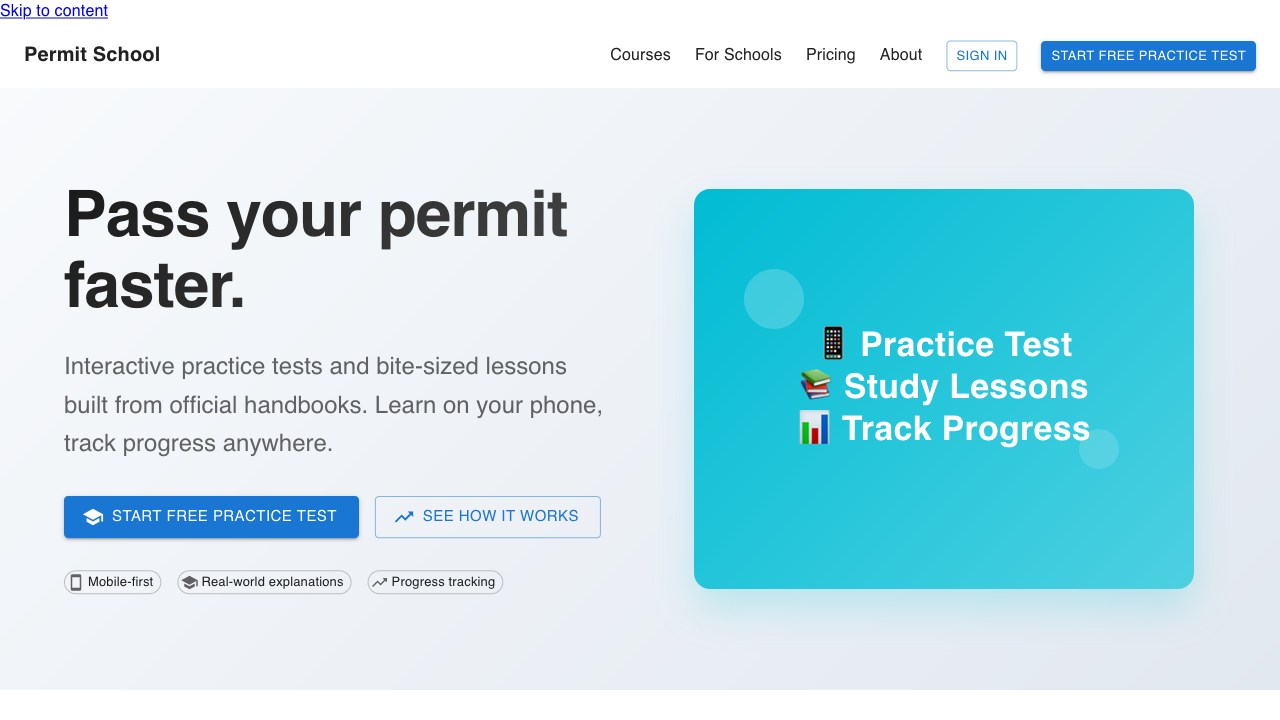 Skip to content
Permit School
Courses
For Schools
Pricing
About
SIGN IN
START FREE PRACTICE TEST
Pass your permit
faster.
Interactive practice tests and bite-sized lessons
built from official handbooks. Learn on your phone,
track progress anywhere.
START FREE PRACTICE TEST
SEE HOW IT WORKS
Mobile-first
Real-world explanations
Progress tracking
📱 Practice Test
📚 Study Lessons
📊 Track Progress